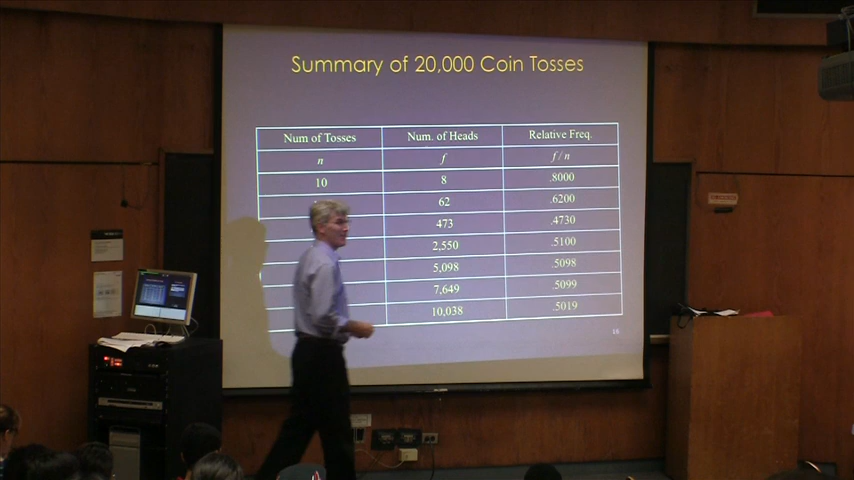 Summary of 20,000 Coin Tosses
Num of Tosses Num. of Heads Relative Freq.
n f f / n
10 8 .8000
62 .6200
473 .4730
2,550 .5100
5,098 .5098
7,649 .5099
10,038 .5019
16